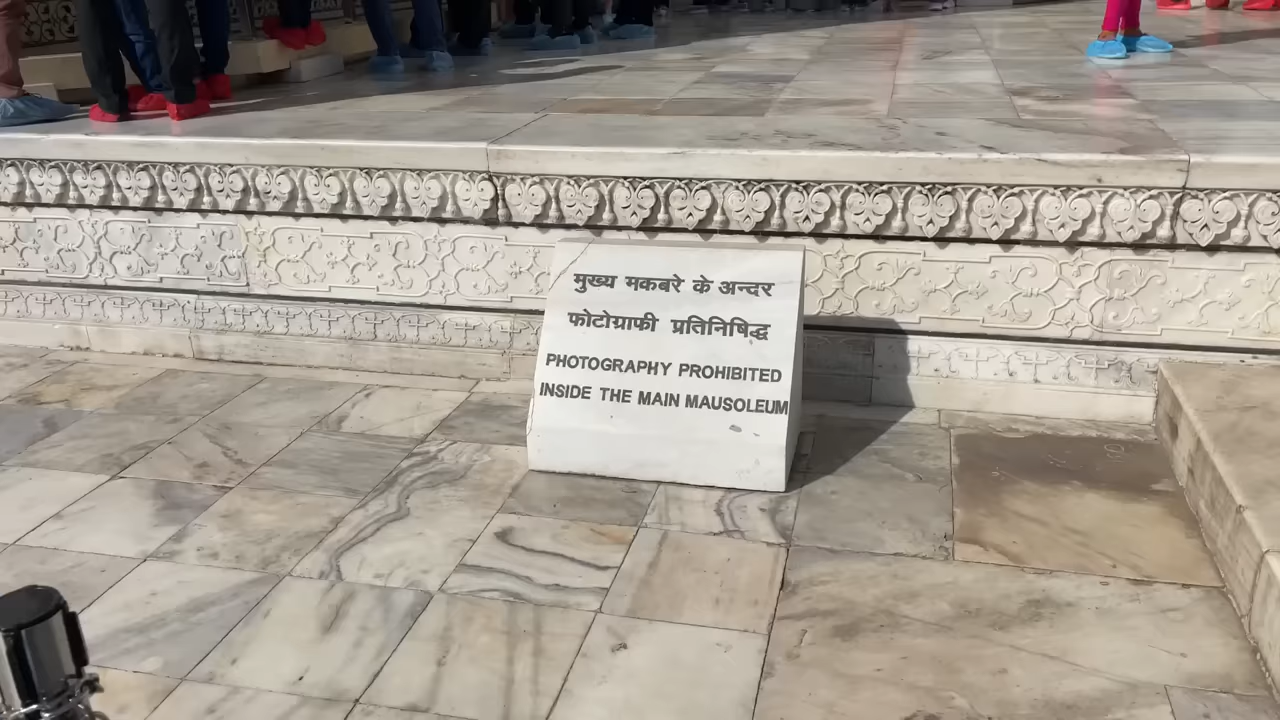 मुख्य मकबरे के अन्दर
फोटोग्राफी प्रतिनिषिद्ध
PHOTOGRAPHY PROHIBITED
INSIDE THE MAIN MAUSOLEUM